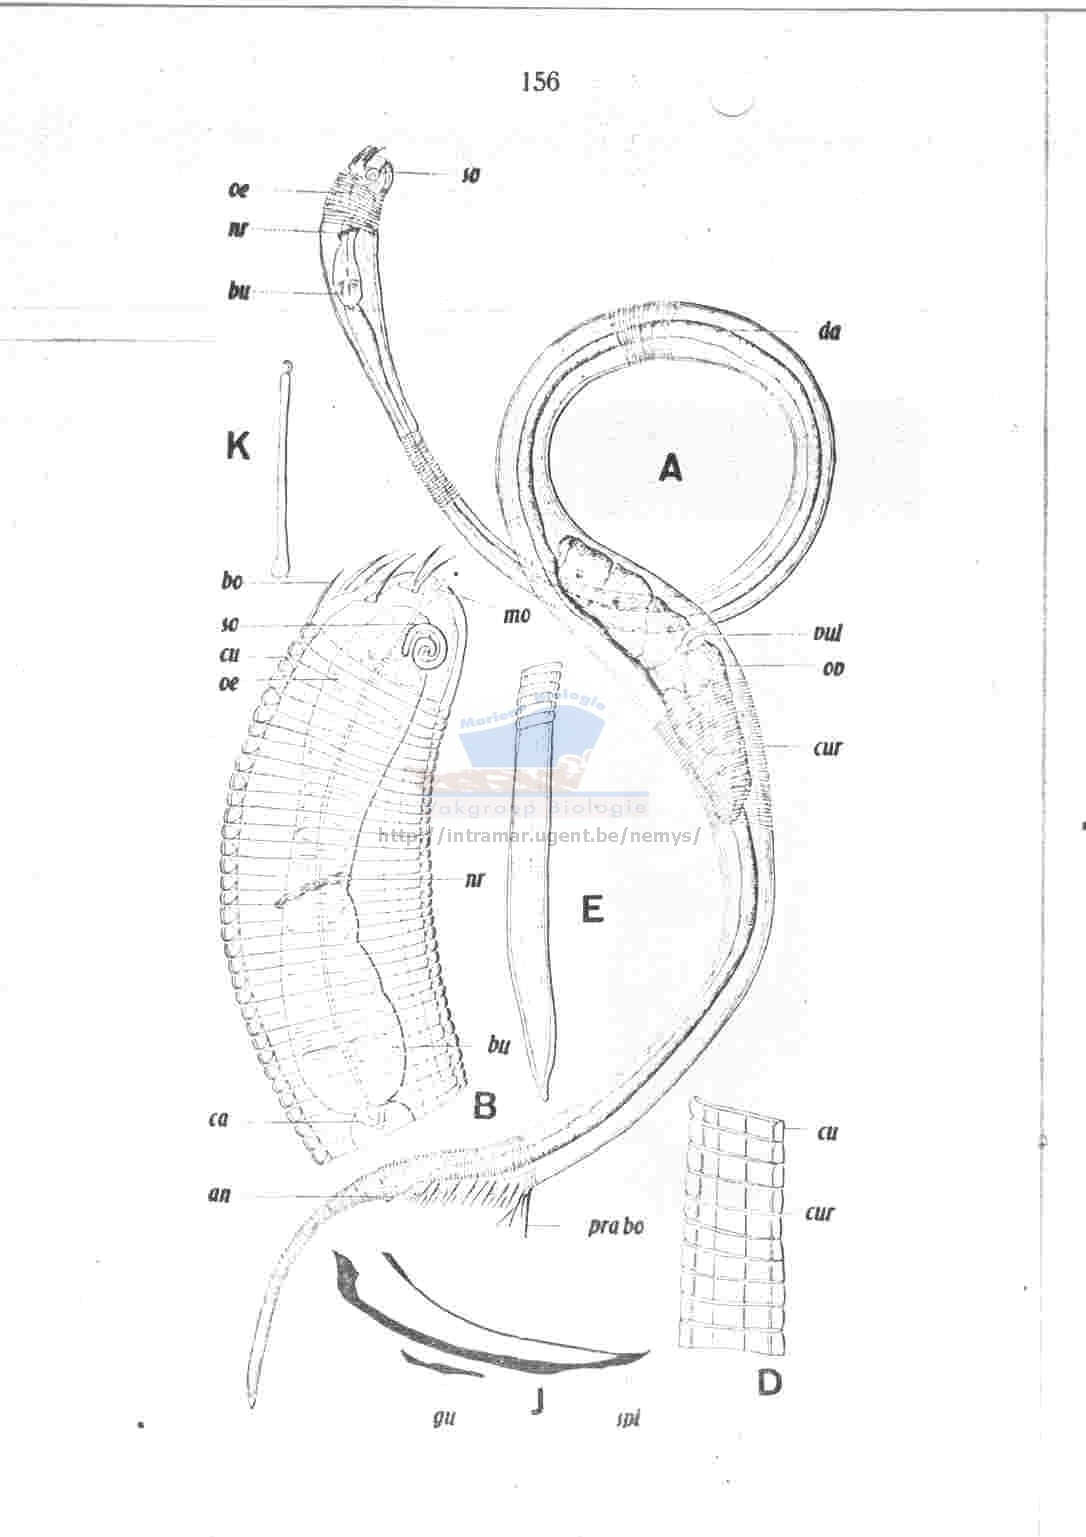 156
so
oe
nr
bu
da
K
A
bo
mo
so
cu
oe
vul
ov
cur
Mariene Biologie
Vakgroep Biologie
http://intramar.ugent.be/nemys/
nr
E
bu
B
ca
cu
an
cur
pra bo
D
J
gu
spi